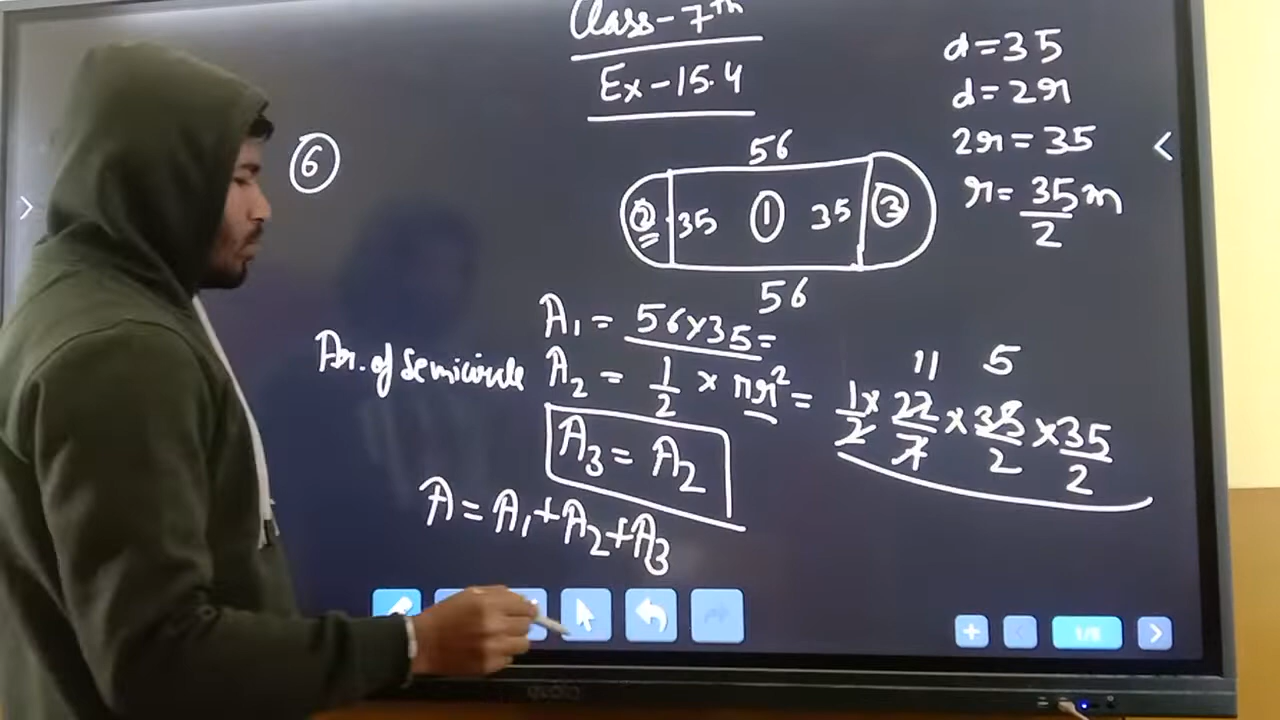 Class-7th
Ex-15.4
6
d=35
d=2r
2r=35
r=35/2 m
56
2 35 1 35 3
56
A₁ = 56×35=
Ar. of Semicircle A₂ = 1/2 × πr² = 1/2 × 22/7 × 35/2 × 35/2
11 5
A₃ = A₂
A = A₁+A₂+A₃
1/5